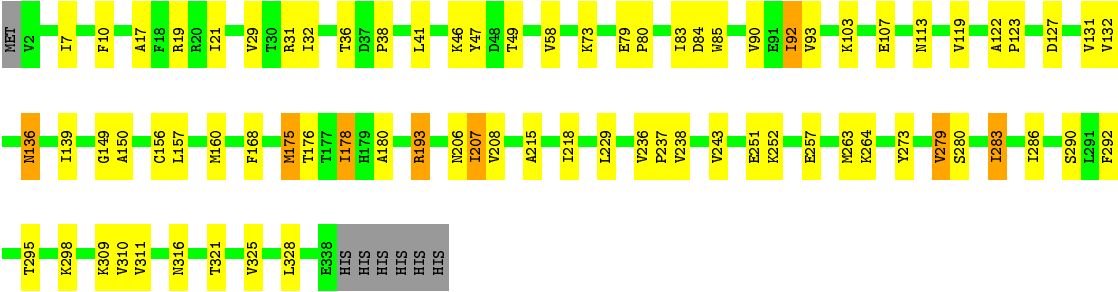 MET V2 I7 F10 A17 F18 R19 R20 I21 V29 T30 R31 I32 T36 D37 P38 L41 K46 Y47 D48 T49 V58 K73 E79 P80 I83 D84 W85 V90 E91 I92 V93 K103 E107 N113 V119 A122 P123 D127 V131 V132
N136 I139 G149 A150 C156 L157 M160 F168 M175 T176 T177 I178 H179 A180 R193 N206 I207 V208 A215 I218 L229 V236 P237 V238 V243 E251 K252 E257 M263 K264 Y273 V279 S280 I283 I286 S290 L291 F292
T295 K298 K309 V310 V311 N316 T321 V325 L328 E338 HIS HIS HIS HIS HIS HIS